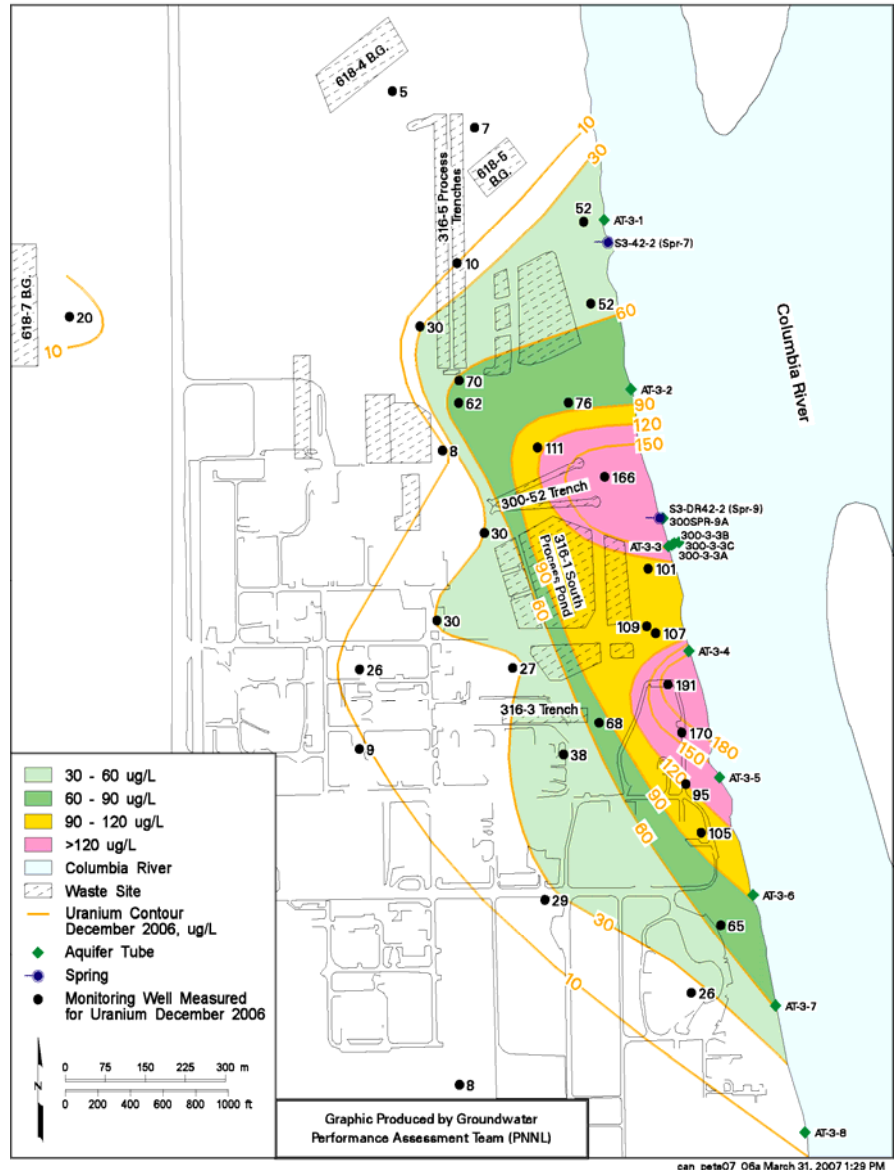 618-4 B.G.
5
7
10
30
618-5
B.G.
316-5 Process
Trenches
52
AT-3-1
S3-42-2 (Spr-7)
10
618-7 B.G.
20
10
52
60
30
Columbia River
70
62
76
AT-3-2
90
120
150
111
8
166
300-52 Trench
S3-DR42-2 (Spr-9)
300SPR-9A
300-3-3B
AT-3-3
300-3-3C
300-3-3A
30
316-1 South
Process Pond
90
60
101
30
109
107
AT-3-4
26
27
191
316-3 Trench
68
170
180
150
120
9
38
AT-3-5
95
90
105
60
AT-3-6
29
30
65
10
26
AT-3-7
8
AT-3-8
30 - 60 ug/L
60 - 90 ug/L
90 - 120 ug/L
>120 ug/L
Columbia River
Waste Site
Uranium Contour
December 2006, ug/L
Aquifer Tube
Spring
Monitoring Well Measured
for Uranium December 2006
N
0 75 150 225 300 m
0 200 400 600 800 1000 ft
Graphic Produced by Groundwater
Performance Assessment Team (PNNL)
can_pete07_06a March 31, 2007 1:29 PM